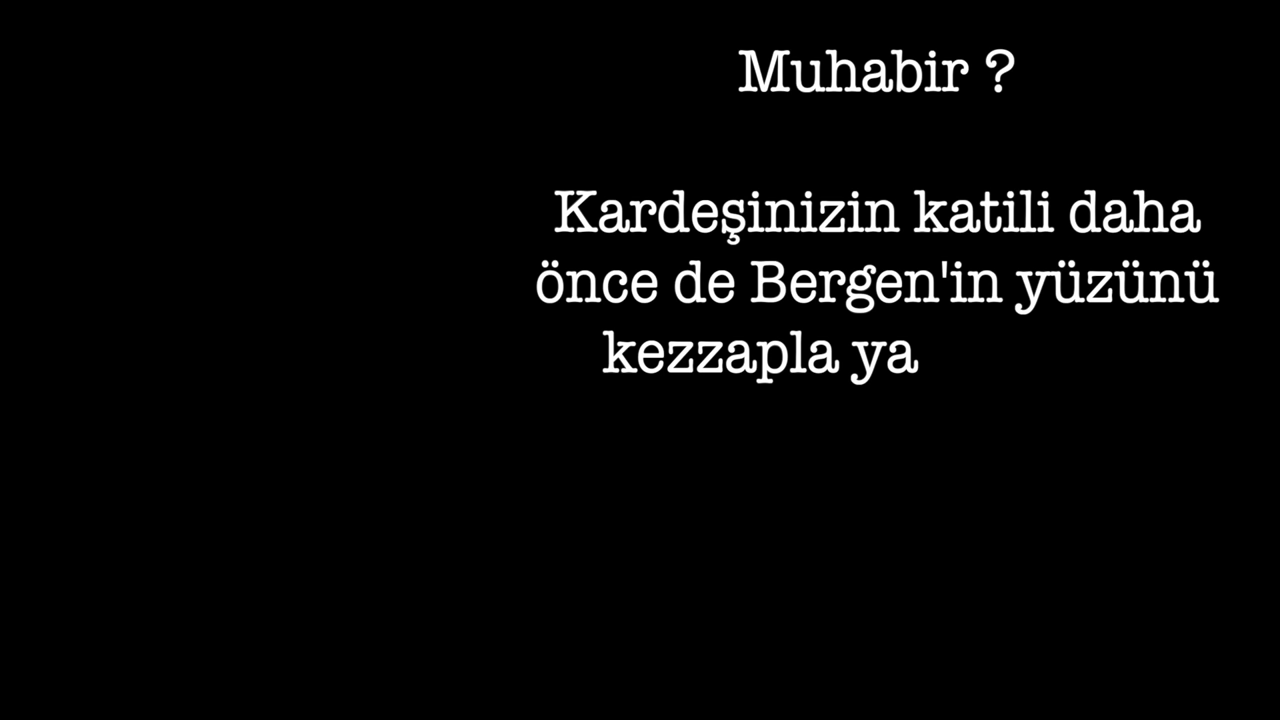 Muhabir ?
Kardeşinizin katili daha
önce de Bergen'in yüzünü
kezzapla ya